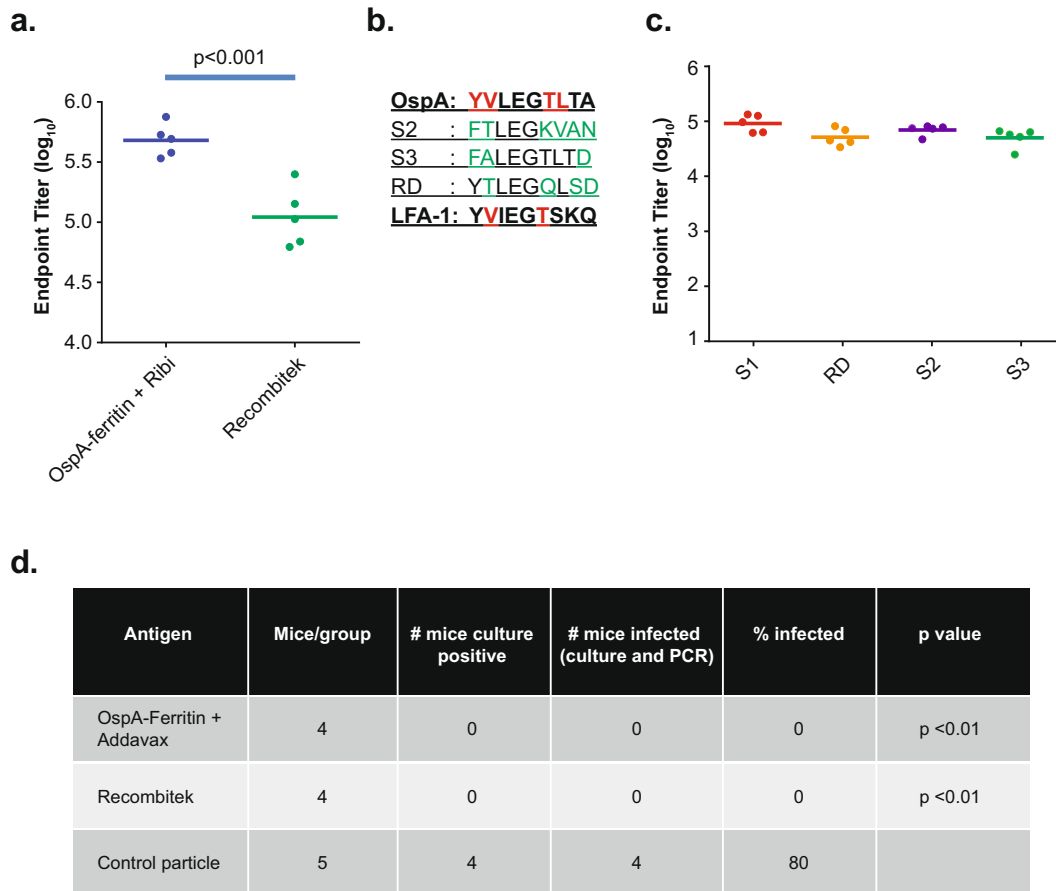 a.
p<0.001
Endpoint Titer (log10)
6.0
5.5
5.0
4.5
4.0
OspA-ferritin + Ribi
Recombitek
b.
OspA: YVLEGTLTA
S2 : FTLEGKVAN
S3 : FALEGTLTD
RD : YTLEGQLSD
LFA-1: YVIEGTSKQ
c.
Endpoint Titer (log10)
6
5
4
3
2
1
S1
RD
S2
S3
d.
Antigen Mice/group # mice culture positive # mice infected (culture and PCR) % infected p value
OspA-Ferritin + Addavax 4 0 0 0 p <0.01
Recombitek 4 0 0 0 p <0.01
Control particle 5 4 4 80